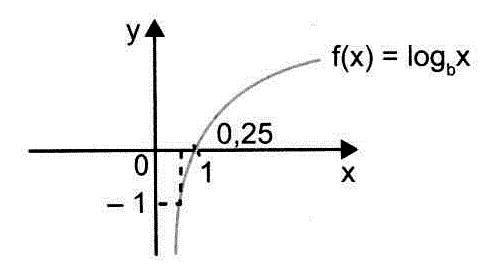 y
f(x) = log_b x
0,25
0
1
x
– 1